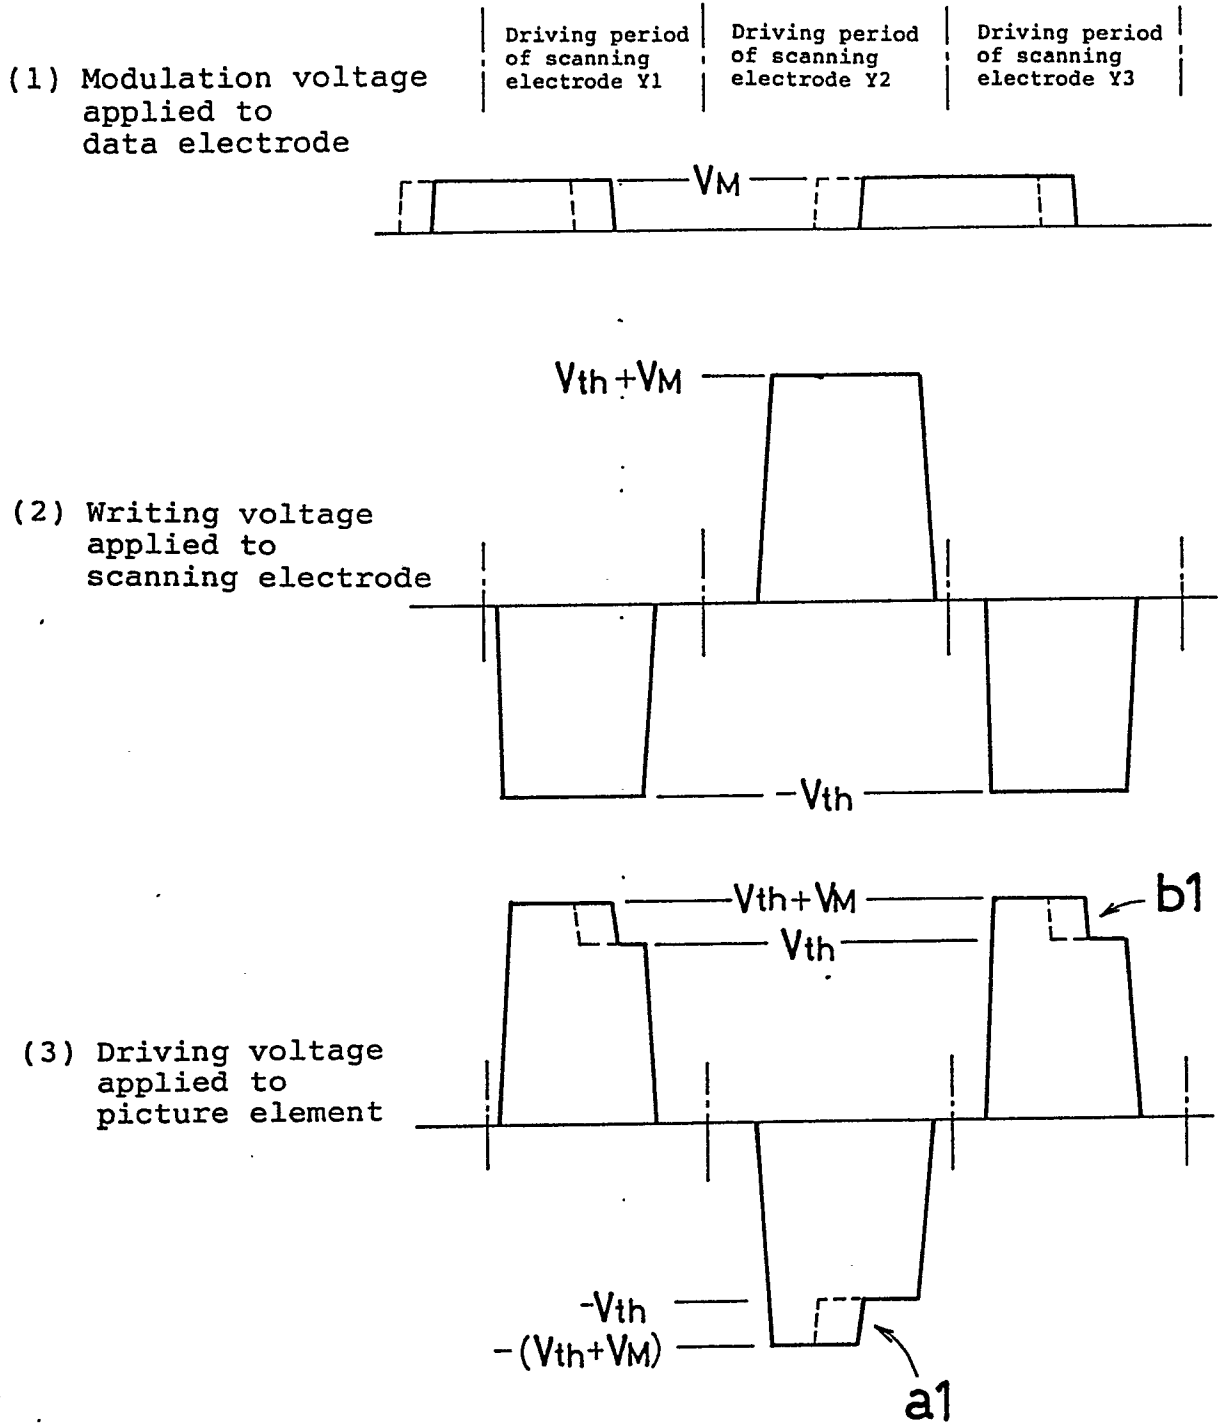 Driving period
of scanning
electrode Y1
Driving period
of scanning
electrode Y2
Driving period
of scanning
electrode Y3
(1) Modulation voltage
applied to
data electrode
VM
Vth+VM
(2) Writing voltage
applied to
scanning electrode
-Vth
Vth+VM
b1
Vth
(3) Driving voltage
applied to
picture element
-Vth
-(Vth+VM)
a1